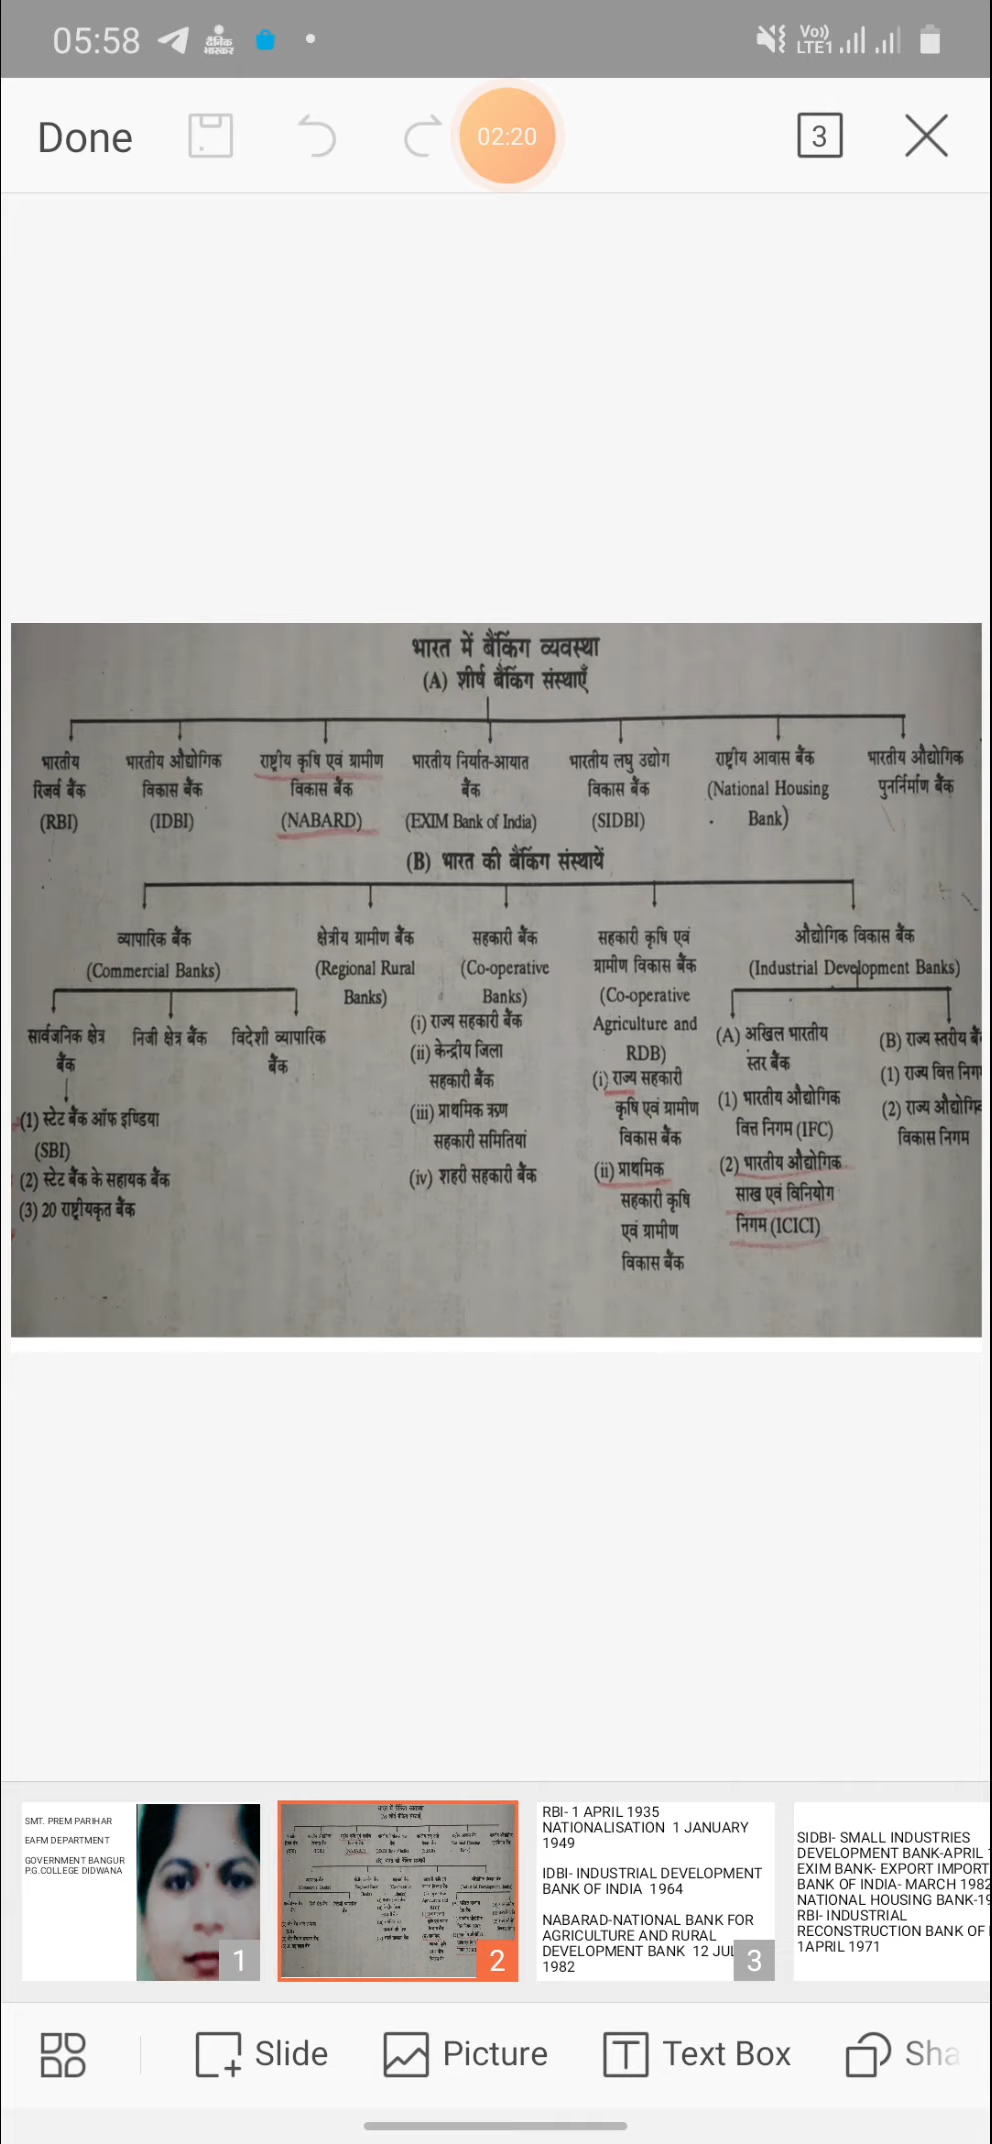 05:58
दैनिक
भास्कर
Vo))
LTE1
Done
02:20
3
भारत में बैंकिंग व्यवस्था
(A) शीर्ष बैंकिंग संस्थाएँ
भारतीय
रिजर्व बैंक
(RBI)
भारतीय औद्योगिक
विकास बैंक
(IDBI)
राष्ट्रीय कृषि एवं ग्रामीण
विकास बैंक
(NABARD)
भारतीय निर्यात-आयात
बैंक
(EXIM Bank of India)
भारतीय लघु उद्योग
विकास बैंक
(SIDBI)
राष्ट्रीय आवास बैंक
(National Housing
Bank)
भारतीय औद्योगिक
पुनर्निर्माण बैंक
(B) भारत की बैंकिंग संस्थायें
व्यापारिक बैंक
(Commercial Banks)
सार्वजनिक क्षेत्र
बैंक
(1) स्टेट बैंक ऑफ इण्डिया
(SBI)
(2) स्टेट बैंक के सहायक बैंक
(3) 20 राष्ट्रीयकृत बैंक
निजी क्षेत्र बैंक
विदेशी व्यापारिक
बैंक
क्षेत्रीय ग्रामीण बैंक
(Regional Rural
Banks)
सहकारी बैंक
(Co-operative
Banks)
(i) राज्य सहकारी बैंक
(ii) केन्द्रीय जिला
सहकारी बैंक
(iii) प्राथमिक ऋण
सहकारी समितियां
(iv) शहरी सहकारी बैंक
सहकारी कृषि एवं
ग्रामीण विकास बैंक
(Co-operative
Agriculture and
RDB)
(i) राज्य सहकारी
कृषि एवं ग्रामीण
विकास बैंक
(ii) प्राथमिक
सहकारी कृषि
एवं ग्रामीण
विकास बैंक
औद्योगिक विकास बैंक
(Industrial Development Banks)
(A) अखिल भारतीय
स्तर बैंक
(1) भारतीय औद्योगिक
वित्त निगम (IFC)
(2) भारतीय औद्योगिक
साख एवं विनियोग
निगम (ICICI)
(B) राज्य स्तरीय
(1) राज्य वित्त
(2) राज्य
विकास निगम
SMT. PREM PARIHAR
EAFM DEPARTMENT
GOVERNMENT BANGUR
P.G.COLLEGE DIDWANA
1
2
RBI- 1 APRIL 1935
NATIONALISATION 1 JANUARY
1949
IDBI- INDUSTRIAL DEVELOPMENT
BANK OF INDIA 1964
NABARAD-NATIONAL BANK FOR
AGRICULTURE AND RURAL
DEVELOPMENT BANK 12 JUL
1982
3
SIDBI- SMALL INDUSTRIES
DEVELOPMENT BANK-APRIL
EXIM BANK- EXPORT IMPORT
BANK OF INDIA- MARCH 1982
NATIONAL HOUSING BANK-19
RBI- INDUSTRIAL
RECONSTRUCTION BANK OF
1APRIL 1971
Slide
Picture
Text Box
Sha